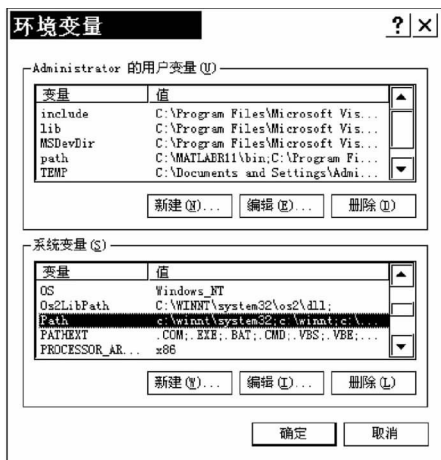 环境变量 ? ×
Administrator 的用户变量(U)
变量 值
include C:\Program Files\Microsoft Vis...
lib C:\Program Files\Microsoft Vis...
MSDevDir C:\Program Files\Microsoft Vis...
path C:\MATLABR11\bin;C:\Program Fi...
TEMP C:\Documents and Settings\Admi...
新建(N)... 编辑(E)... 删除(D)
系统变量(S)
变量 值
OS Windows_NT
Os2LibPath C:\WINNT\system32\os2\dll;
Path c:\winnt\system32;c:\winnt;c:\...
PATHEXT .COM;.EXE;.BAT;.CMD;.VBS;.VBE;...
PROCESSOR_AR... x86
新建(W)... 编辑(I)... 删除(L)
确定 取消